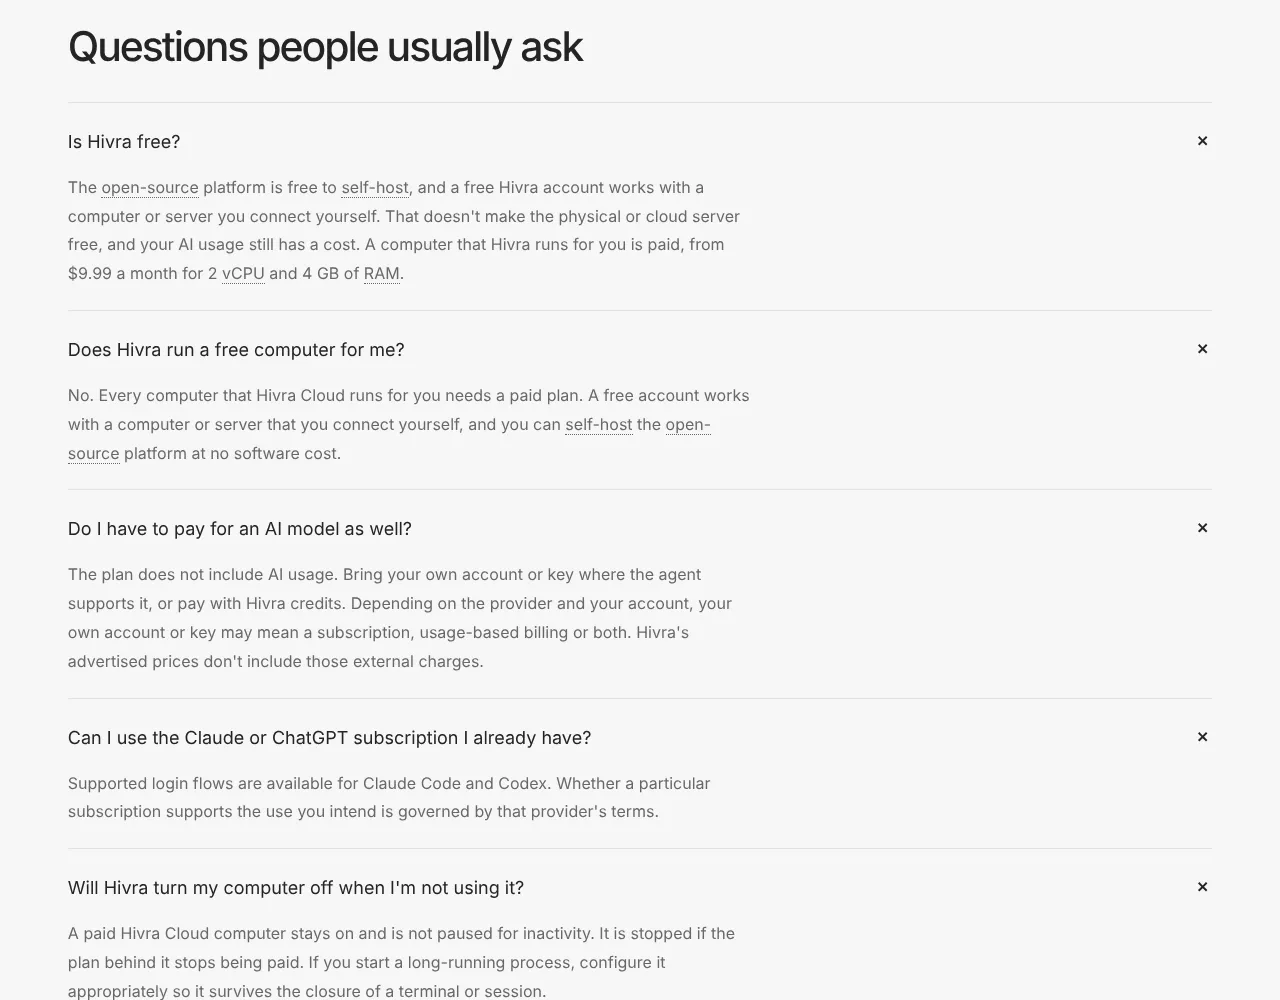 Questions people usually ask
Is Hivra free?
The open-source platform is free to self-host, and a free Hivra account works with a
computer or server you connect yourself. That doesn't make the physical or cloud server
free, and your AI usage still has a cost. A computer that Hivra runs for you is paid, from
$9.99 a month for 2 vCPU and 4 GB of RAM.
Does Hivra run a free computer for me?
No. Every computer that Hivra Cloud runs for you needs a paid plan. A free account works
with a computer or server that you connect yourself, and you can self-host the open-
source platform at no software cost.
Do I have to pay for an AI model as well?
The plan does not include AI usage. Bring your own account or key where the agent
supports it, or pay with Hivra credits. Depending on the provider and your account, your
own account or key may mean a subscription, usage-based billing or both. Hivra's
advertised prices don't include those external charges.
Can I use the Claude or ChatGPT subscription I already have?
Supported login flows are available for Claude Code and Codex. Whether a particular
subscription supports the use you intend is governed by that provider's terms.
Will Hivra turn my computer off when I'm not using it?
A paid Hivra Cloud computer stays on and is not paused for inactivity. It is stopped if the
plan behind it stops being paid. If you start a long-running process, configure it
appropriately so it survives the closure of a terminal or session.